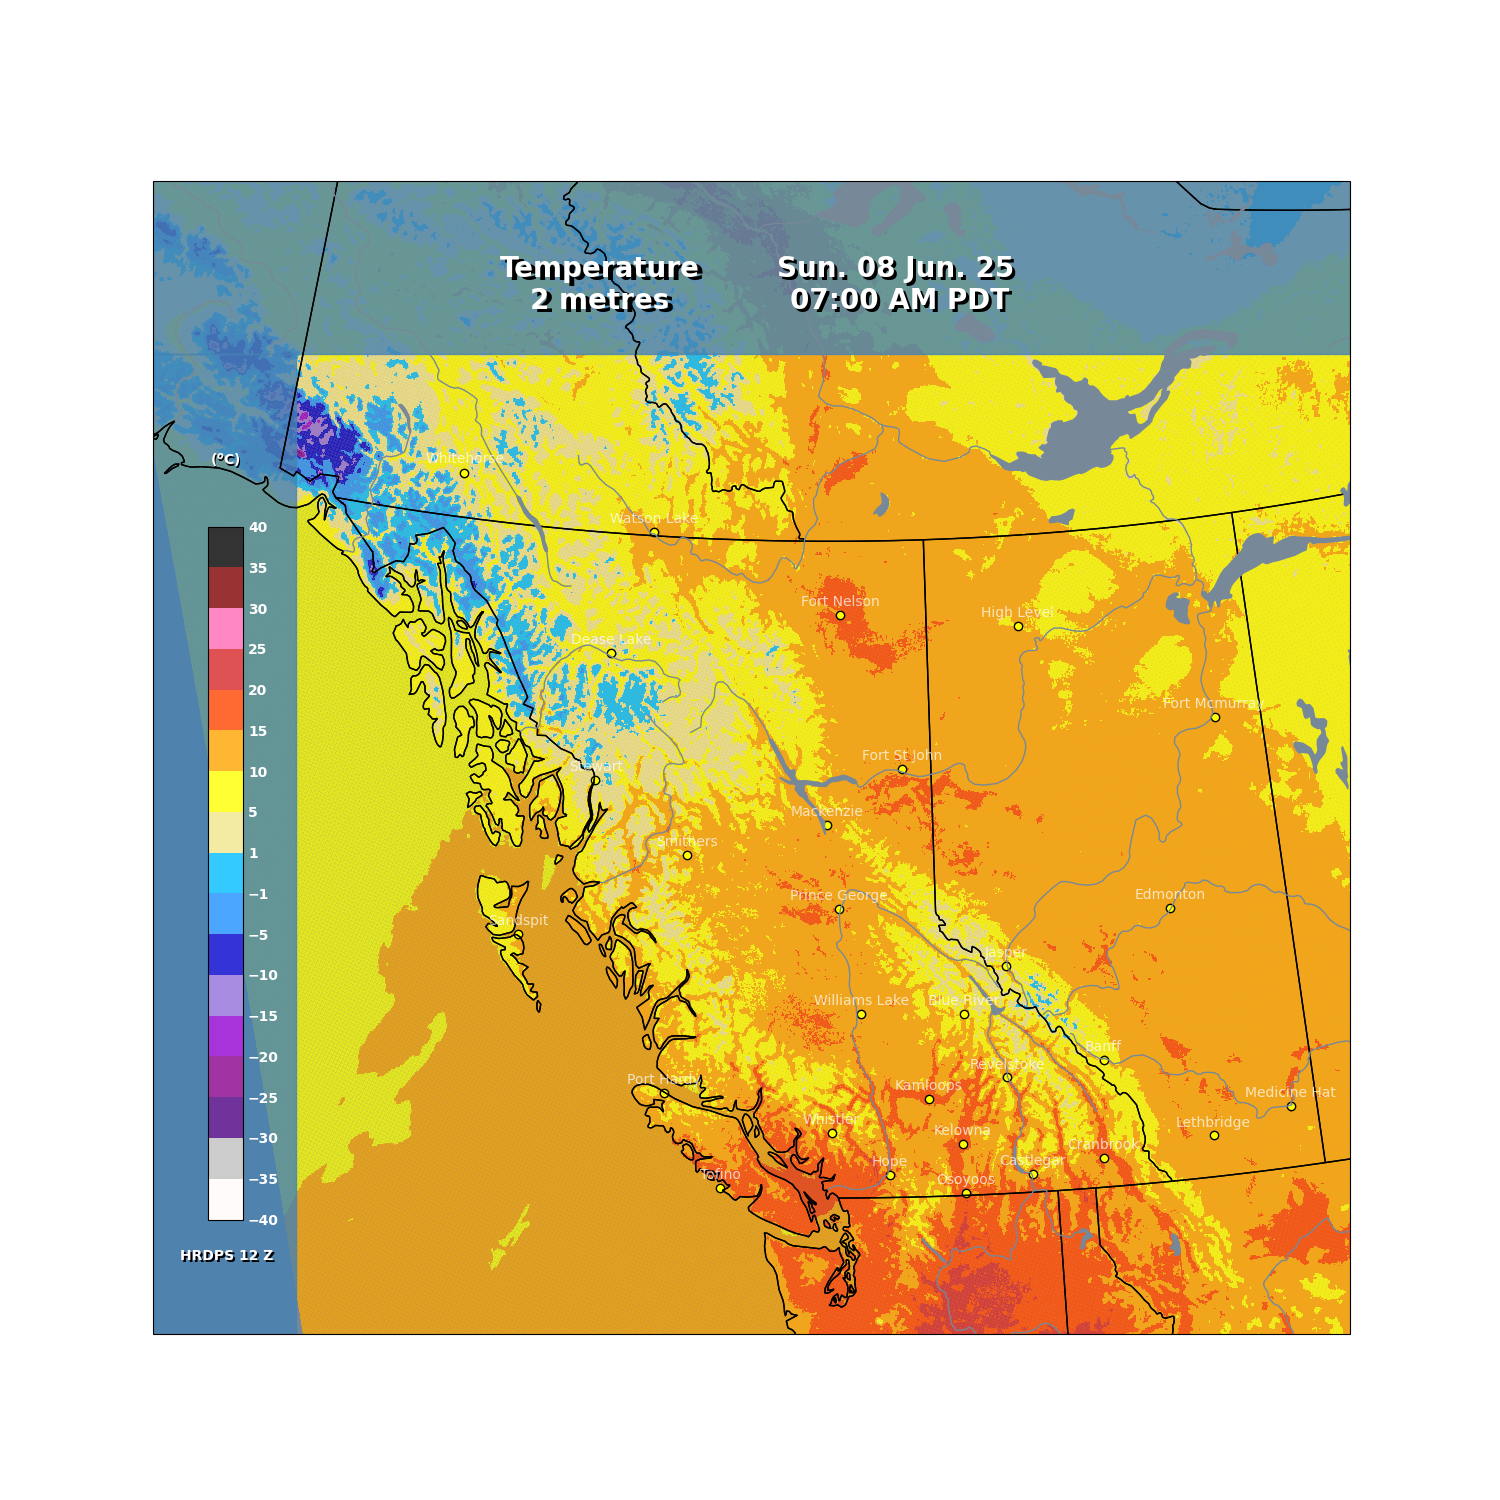 Temperature
2 metres
Sun. 08 Jun. 25
07:00 AM PDT
(°C)
40
35
30
25
20
15
10
5
1
−1
−5
−10
−15
−20
−25
−30
−35
−40
HRDPS 12 Z
Whitehorse
Watson Lake
Fort Nelson
High Level
Dease Lake
Fort Mcmurray
Fort St John
Stewart
Mackenzie
Smithers
Prince George
Edmonton
Sandspit
Jasper
Williams Lake
Blue River
Banff
Revelstoke
Port Hardy
Kamloops
Medicine Hat
Whistler
Lethbridge
Kelowna
Cranbrook
Hope
Castlegar
Tofino
Osoyoos